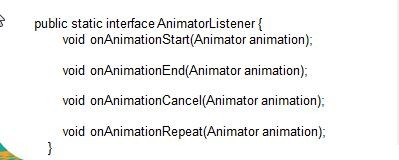 public static interface AnimatorListener {
void onAnimationStart(Animator animation);
void onAnimationEnd(Animator animation);
void onAnimationCancel(Animator animation);
void onAnimationRepeat(Animator animation);
}